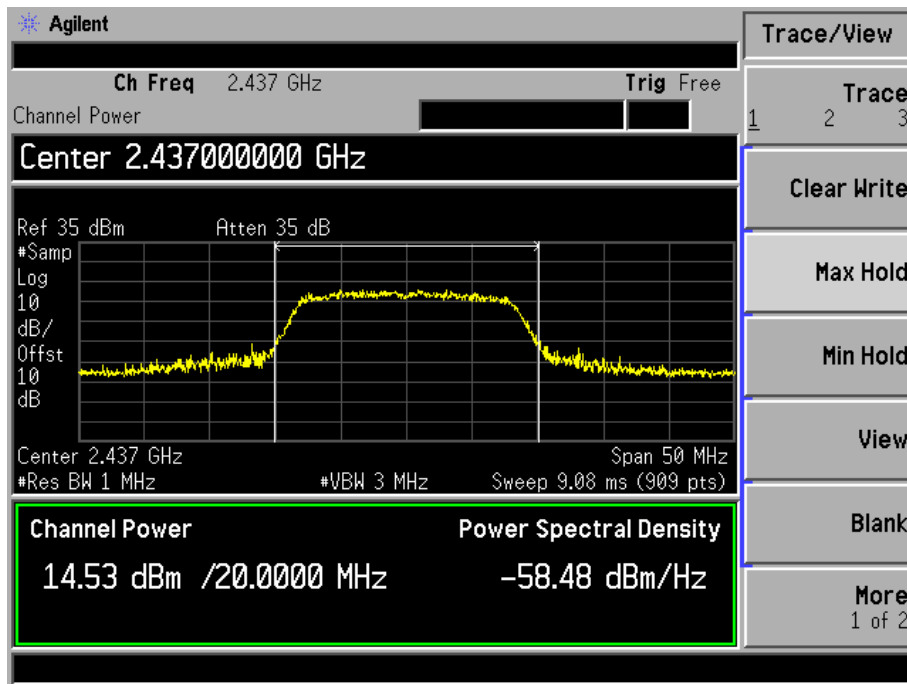 Agilent
Trace/View
Ch Freq 2.437 GHz Trig Free
Channel Power
Trace
1 2 3
Center 2.437000000 GHz
Clear Write
Ref 35 dBm Atten 35 dB
#Samp
Log
10
dB/
Offst
10
dB
Max Hold
Min Hold
View
Center 2.437 GHz Span 50 MHz
#Res BW 1 MHz #VBW 3 MHz Sweep 9.08 ms (909 pts)
Channel Power Power Spectral Density
14.53 dBm /20.0000 MHz -58.48 dBm/Hz
Blank
More
1 of 2